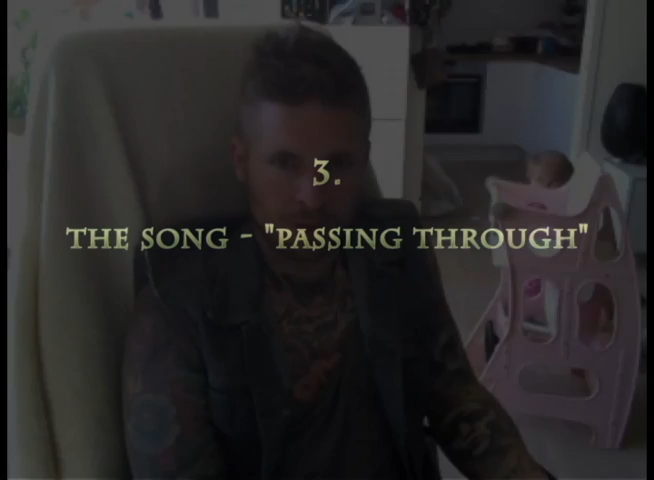 3.
THE SONG - "PASSING THROUGH"